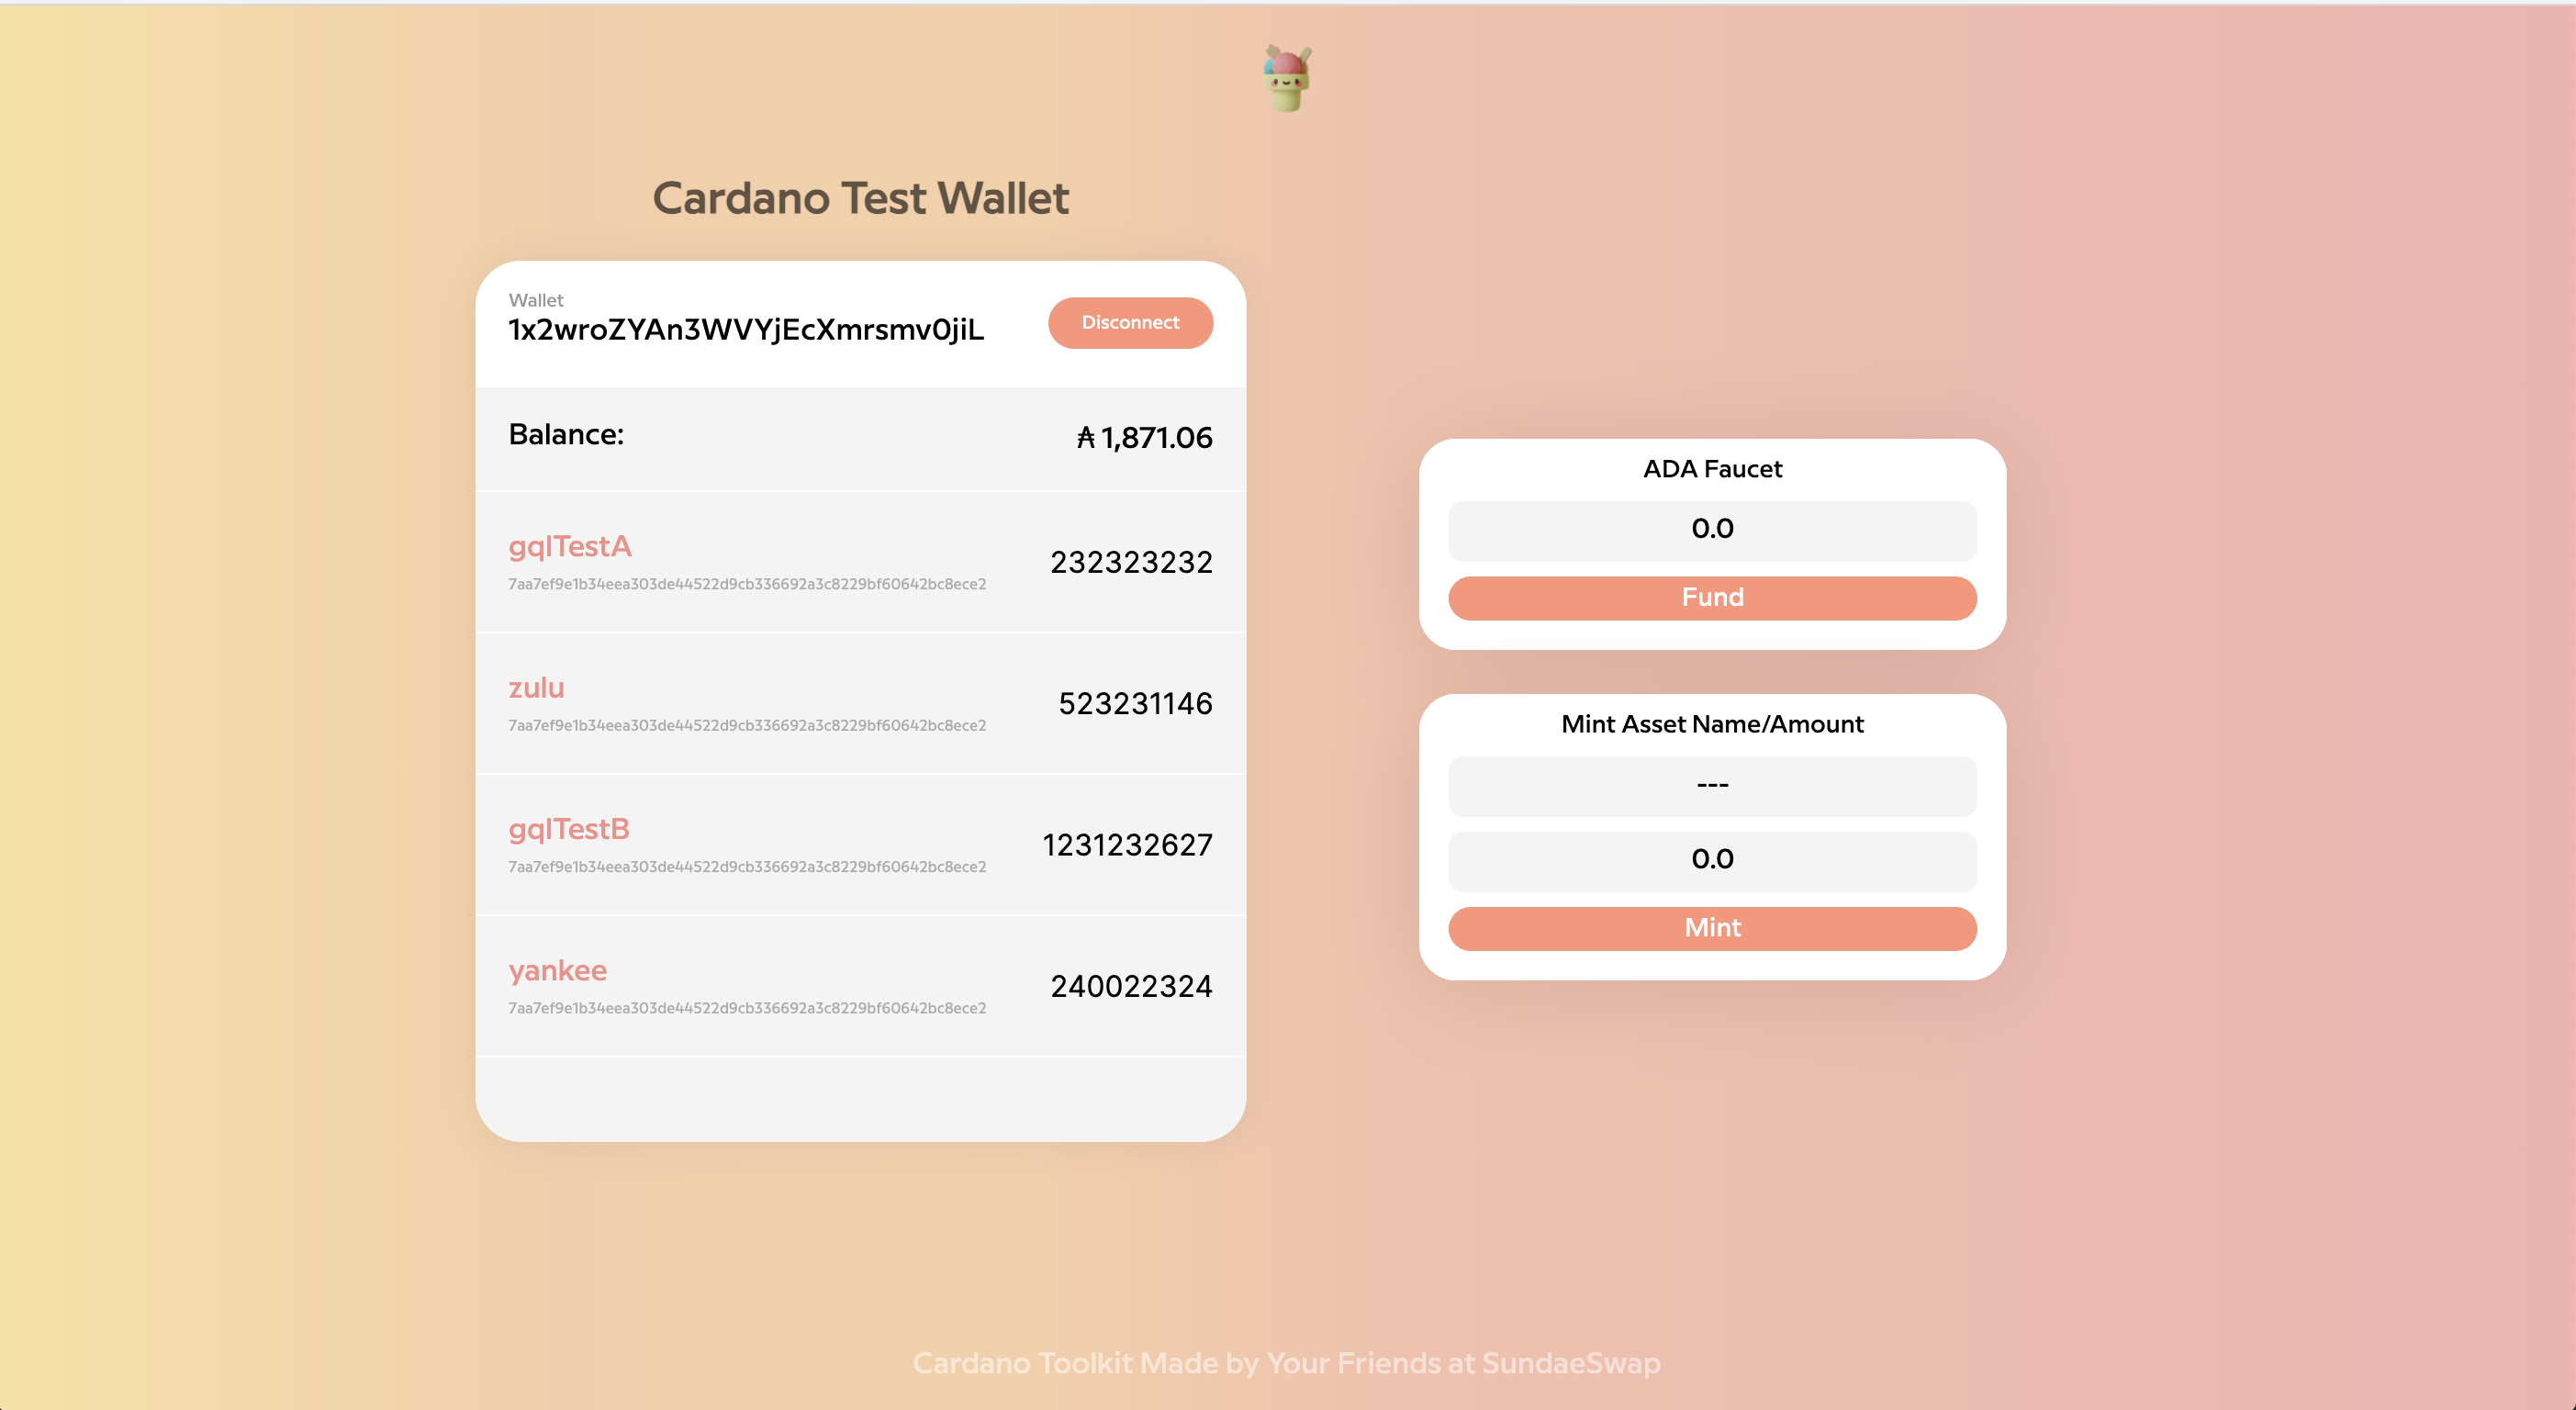 Cardano Test Wallet
Wallet
1x2wroZYAn3WVYjEcXmrsmv0jiL
Disconnect
Balance:
₳ 1,871.06
gqlTestA
7aa7ef9e1b34eea303de44522d9cb336692a3c8229bf60642bc8ece2
232323232
zulu
7aa7ef9e1b34eea303de44522d9cb336692a3c8229bf60642bc8ece2
523231146
gqlTestB
7aa7ef9e1b34eea303de44522d9cb336692a3c8229bf60642bc8ece2
1231232627
yankee
7aa7ef9e1b34eea303de44522d9cb336692a3c8229bf60642bc8ece2
240022324
ADA Faucet
0.0
Fund
Mint Asset Name/Amount
---
0.0
Mint
Cardano Toolkit Made by Your Friends at SundaeSwap